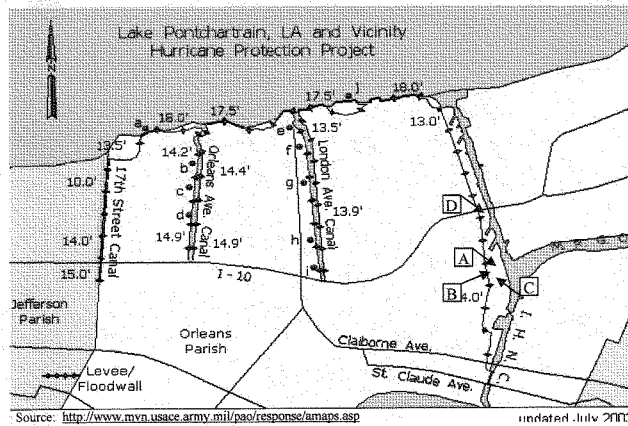 Lake Pontchartrain, LA and Vicinity
Hurricane Protection Project
N
17.5'
j
18.0'
17.5'
a
18.0'
13.0'
13.5'
e
13.5'
14.2'
f
b
14.4'
10.0'
17th Street Canal
Orleans Ave. Canal
London Ave. Canal
c
g
13.9'
D
d
14.0'
14.9'
14.9'
h
A
15.0'
I-10
i
B
C
4.0'
I. H. N. C.
Jefferson
Parish
Orleans
Parish
Claiborne Ave.
St. Claude Ave.
Levee/
Floodwall
Source: http://www.mvn.usace.army.mil/pao/response/amaps.asp
updated July 2003